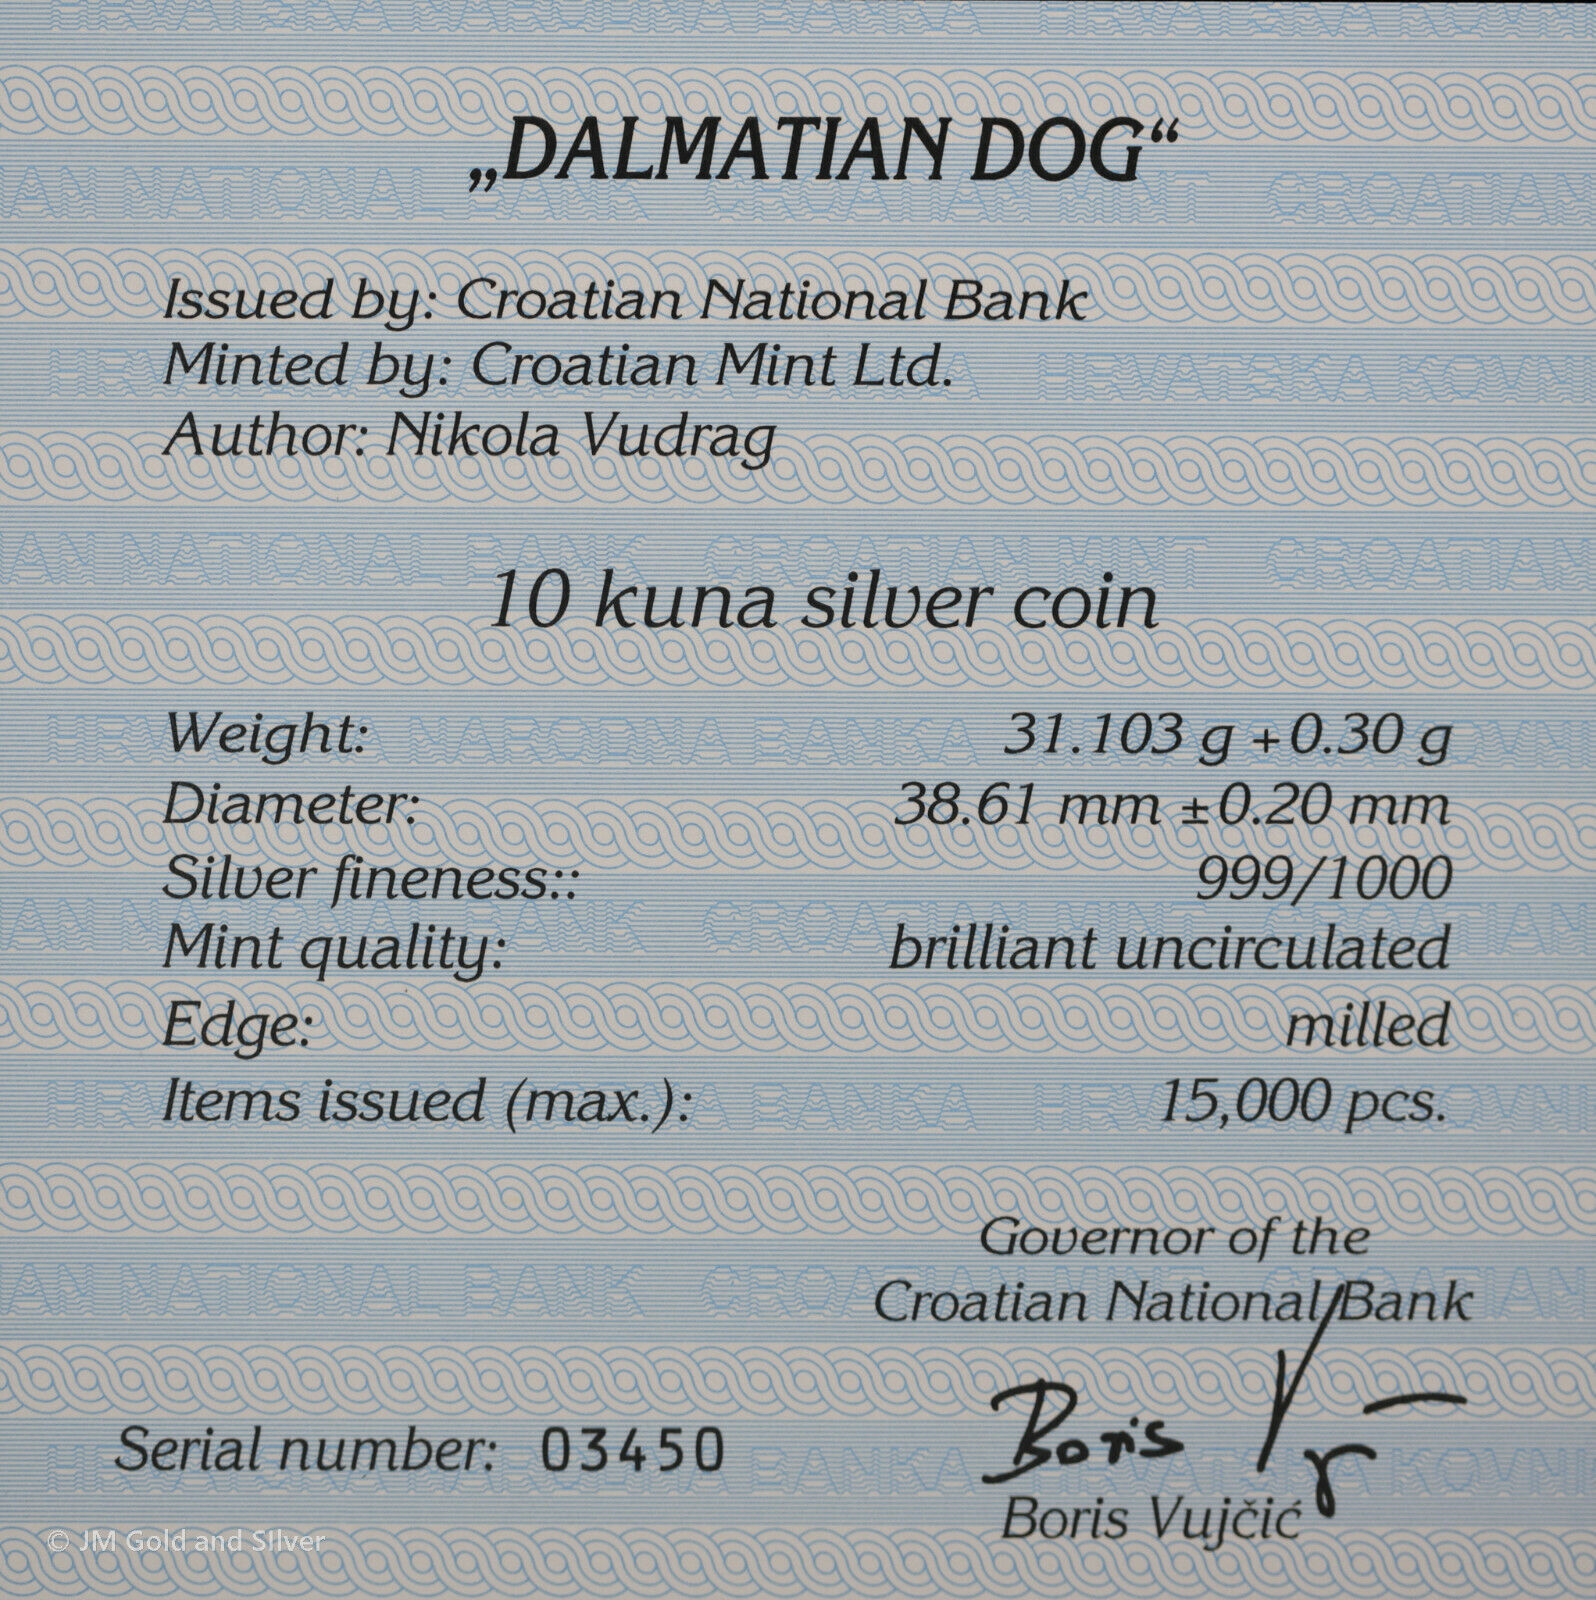 „DALMATIAN DOG“
Issued by: Croatian National Bank
Minted by: Croatian Mint Ltd.
Author: Nikola Vudrag
10 kuna silver coin
Weight: 31.103 g +0.30 g
Diameter: 38.61 mm ±0.20 mm
Silver fineness:: 999/1000
Mint quality: brilliant uncirculated
Edge: milled
Items issued (max.): 15,000 pcs.
Governor of the
Croatian National Bank
Boris V
Serial number: 03450
Boris Vujčić
© JM Gold and SIlver